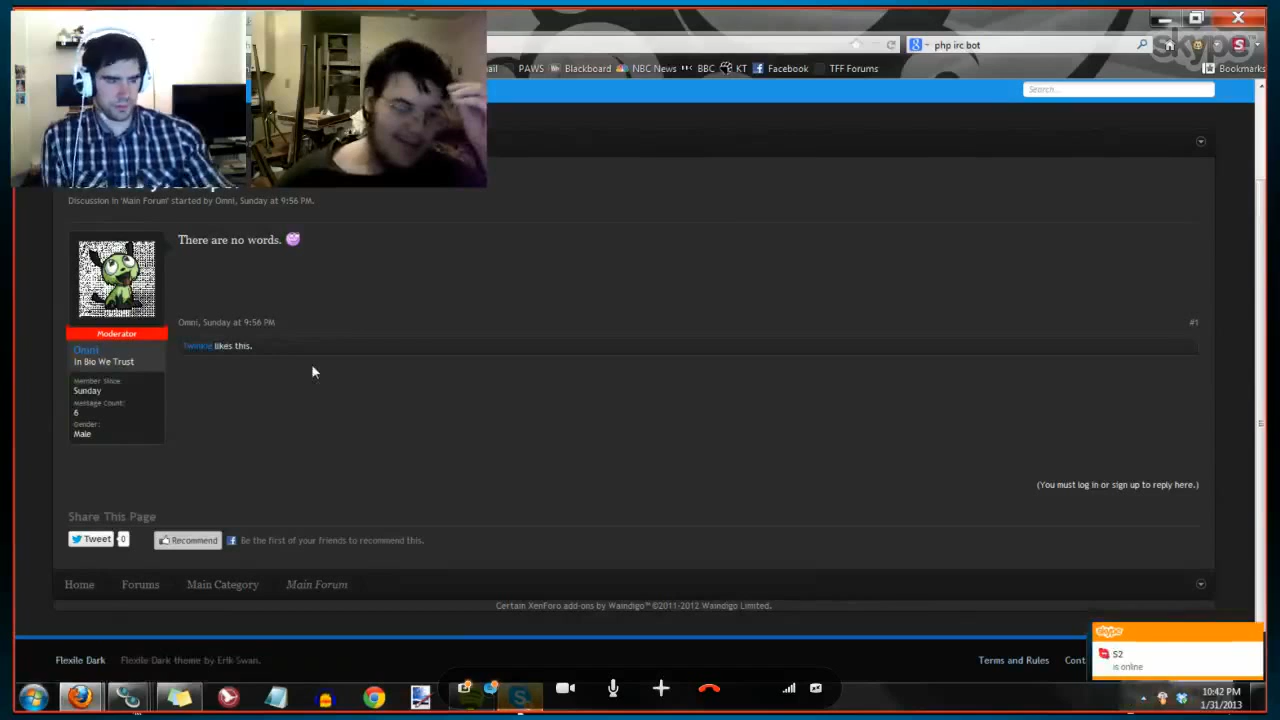 php irc bot
skype
PAWS Blackboard NBC News BBC KT Facebook TFF Forums Bookmarks
Search...
Discussion in 'Main Forum' started by Omni, Sunday at 9:56 PM.
There are no words.
Moderator
Omni
In Bio We Trust
Member Since:
Sunday
Message Count:
6
Gender:
Male
Omni, Sunday at 9:56 PM
#1
Twinkie likes this.
(You must log in or sign up to reply here.)
Share This Page
Tweet 0 Recommend Be the first of your friends to recommend this.
Home Forums Main Category Main Forum
Certain XenForo add-ons by Waindigo™ ©2011-2012 Waindigo Limited.
skype
S2
is online
Flexile Dark Flexile Dark theme by Erik Swan. Terms and Rules Cont
10:42 PM
1/31/2013